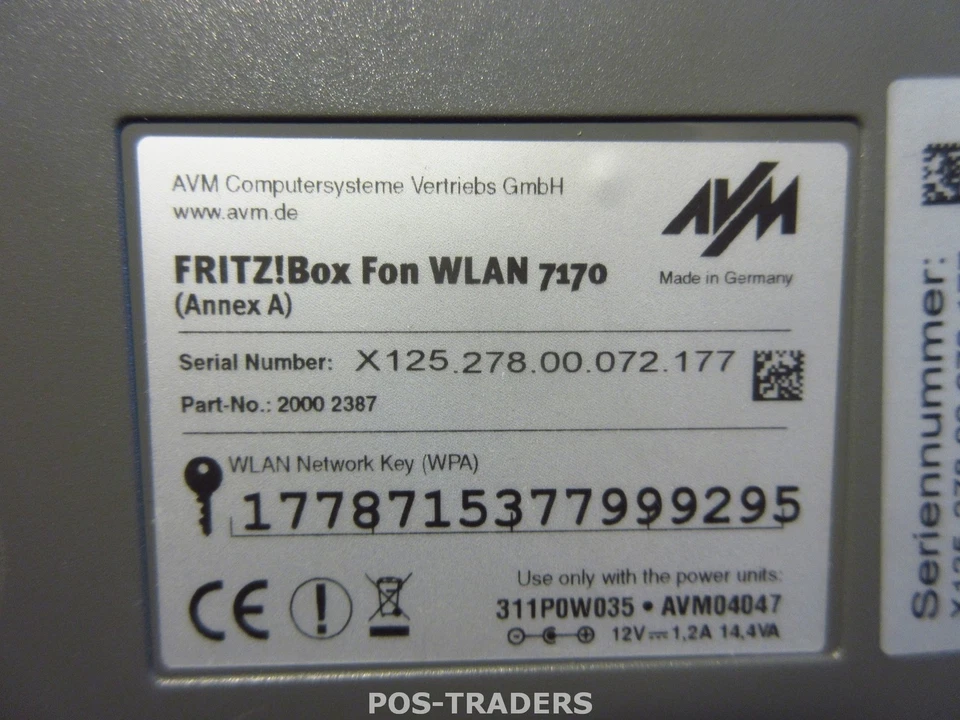 AVM Computersysteme Vertriebs GmbH
www.avm.de
AVM
Made in Germany
FRITZ!Box Fon WLAN 7170
(Annex A)
Serial Number: X125.278.00.072.177
Part-No.: 2000 2387
WLAN Network Key (WPA)
1778715377999295
CE
Use only with the power units:
311P0W035 • AVM04047
12V⎓1,2A 14,4VA
Seriennummer:
POS-TRADERS